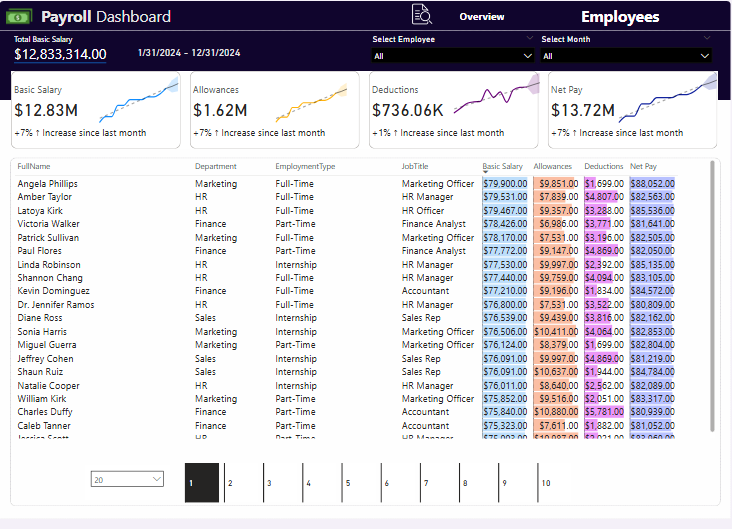 Payroll Dashboard
Overview
Employees
Total Basic Salary
$12,833,314.00
1/31/2024 - 12/31/2024
Select Employee
All
Select Month
All
Basic Salary
$12.83M
+7% ↑ Increase since last month
Allowances
$1.62M
+7% ↑ Increase since last month
Deductions
$736.06K
+1% ↑ Increase since last month
Net Pay
$13.72M
+7% ↑ Increase since last month
FullName Department EmploymentType JobTitle Basic Salary Allowances Deductions Net Pay
Angela Phillips Marketing Full-Time Marketing Officer $79,900.00 $9,851.00 $1,699.00 $88,052.00
Amber Taylor HR Full-Time HR Manager $79,531.00 $7,839.00 $4,807.00 $82,563.00
Latoya Kirk HR Full-Time HR Officer $79,467.00 $9,357.00 $3,288.00 $85,536.00
Victoria Walker Finance Part-Time Finance Analyst $78,426.00 $6,986.00 $3,771.00 $81,641.00
Patrick Sullivan Marketing Full-Time Marketing Officer $78,170.00 $7,531.00 $3,196.00 $82,505.00
Paul Flores Finance Part-Time Finance Analyst $77,772.00 $9,147.00 $4,869.00 $82,050.00
Linda Robinson HR Internship HR Manager $77,530.00 $9,997.00 $2,392.00 $85,135.00
Shannon Chang HR Full-Time HR Manager $77,440.00 $9,759.00 $4,094.00 $83,105.00
Kevin Dominguez Finance Full-Time Accountant $77,210.00 $9,196.00 $1,834.00 $84,572.00
Dr. Jennifer Ramos HR Full-Time HR Manager $76,800.00 $7,531.00 $3,522.00 $80,809.00
Diane Ross Sales Internship Sales Rep $76,539.00 $9,439.00 $3,816.00 $82,162.00
Sonia Harris Marketing Internship Marketing Officer $76,506.00 $10,411.00 $4,064.00 $82,853.00
Miguel Guerra Marketing Part-Time Marketing Officer $76,124.00 $8,379.00 $1,699.00 $82,804.00
Jeffrey Cohen Sales Internship Sales Rep $76,091.00 $9,997.00 $4,869.00 $81,219.00
Shaun Ruiz Sales Internship Sales Rep $76,091.00 $10,637.00 $1,944.00 $84,784.00
Natalie Cooper HR Internship HR Manager $76,011.00 $8,640.00 $2,562.00 $82,089.00
William Kirk Marketing Part-Time Marketing Officer $75,852.00 $9,516.00 $2,051.00 $83,317.00
Charles Duffy Finance Part-Time Accountant $75,840.00 $10,880.00 $5,781.00 $80,939.00
Caleb Tanner Finance Part-Time Accountant $75,323.00 $7,611.00 $1,882.00 $81,052.00
Jessica Scott HR Part-Time HR Manager
20 1 2 3 4 5 6 7 8 9 10